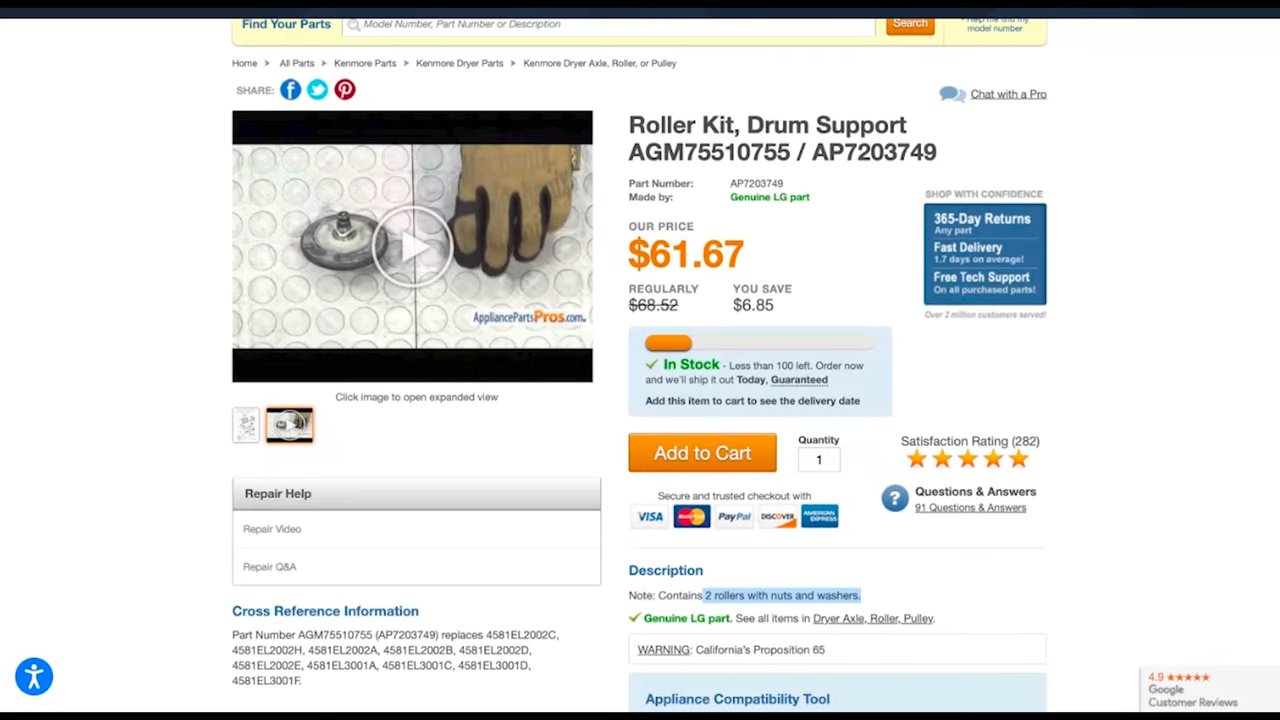 Find Your Parts
Model Number, Part Number or Description
Search
Help me find my
model number
Home
All Parts
Kenmore Parts
Kenmore Dryer Parts
Kenmore Dryer Axle, Roller, or Pulley
SHARE:
Chat with a Pro
Roller Kit, Drum Support
AGM75510755 / AP7203749
Part Number: AP7203749
Made by: Genuine LG part
SHOP WITH CONFIDENCE
365-Day Returns
Any part
Fast Delivery
1.7 days on average!
Free Tech Support
On all purchased parts!
Over 2 million customers served!
OUR PRICE
$61.67
REGULARLY YOU SAVE
$68.52 $6.85
AppliancePartsPros.com.
In Stock - Less than 100 left. Order now
and we'll ship it out Today, Guaranteed
Add this item to cart to see the delivery date
Click image to open expanded view
Add to Cart
Quantity
1
Satisfaction Rating (282)
Questions & Answers
91 Questions & Answers
Secure and trusted checkout with
VISA MasterCard PayPal DISCOVER AMERICAN EXPRESS
Repair Help
Repair Video
Repair Q&A
Description
Note: Contains 2 rollers with nuts and washers.
Genuine LG part. See all items in Dryer Axle, Roller, Pulley.
WARNING: California's Proposition 65
Appliance Compatibility Tool
Cross Reference Information
Part Number AGM75510755 (AP7203749) replaces 4581EL2002C,
4581EL2002H, 4581EL2002A, 4581EL2002B, 4581EL2002D,
4581EL2002E, 4581EL3001A, 4581EL3001C, 4581EL3001D,
4581EL3001F.
4.9
Google
Customer Reviews